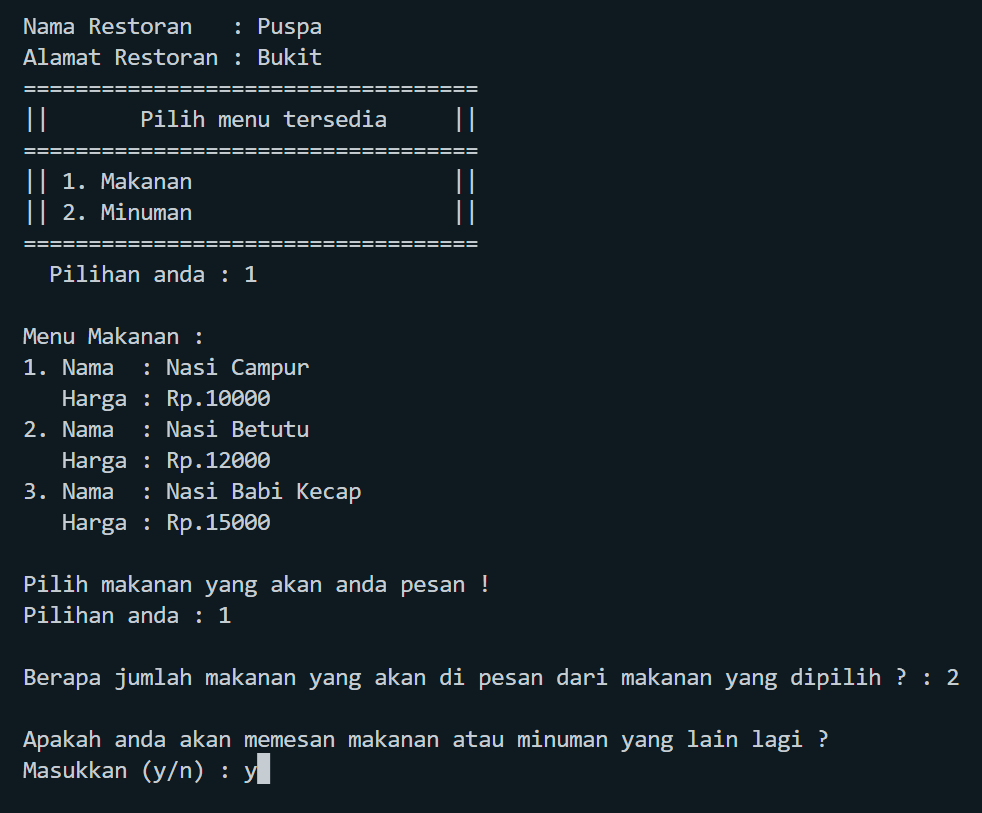 Nama Restoran   : Puspa
Alamat Restoran : Bukit
===================================
||       Pilih menu tersedia     ||
===================================
|| 1. Makanan                    ||
|| 2. Minuman                    ||
===================================
  Pilihan anda : 1

Menu Makanan :
1. Nama  : Nasi Campur
   Harga : Rp.10000
2. Nama  : Nasi Betutu
   Harga : Rp.12000
3. Nama  : Nasi Babi Kecap
   Harga : Rp.15000

Pilih makanan yang akan anda pesan !
Pilihan anda : 1

Berapa jumlah makanan yang akan di pesan dari makanan yang dipilih ? : 2

Apakah anda akan memesan makanan atau minuman yang lain lagi ?
Masukkan (y/n) : y